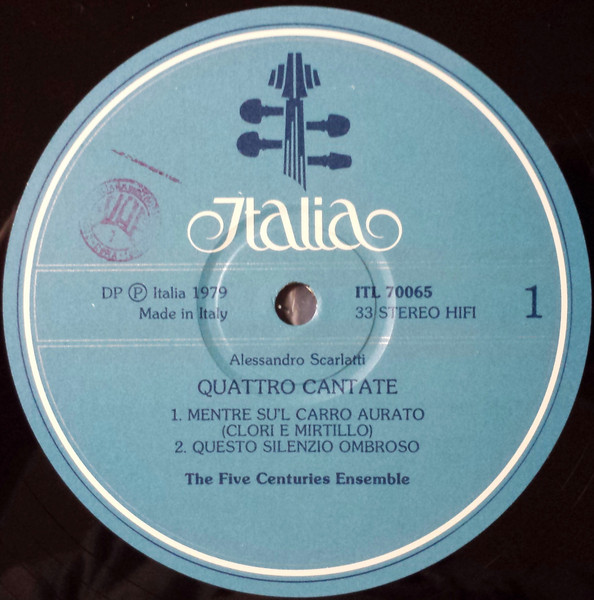 Italia
DP Ⓟ Italia 1979
Made in Italy
ITL 70065
33 STEREO HIFI
1
Alessandro Scarlatti
QUATTRO CANTATE
1. MENTRE SU'L CARRO AURATO
(CLORI E MIRTILLO)
2. QUESTO SILENZIO OMBROSO
The Five Centuries Ensemble